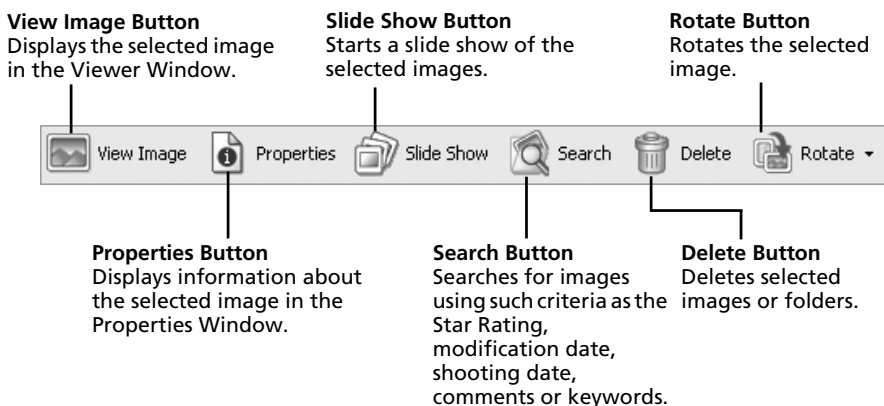 View Image Button
Displays the selected image
in the Viewer Window.
Slide Show Button
Starts a slide show of the
selected images.
Rotate Button
Rotates the selected
image.
View Image
Properties
Slide Show
Search
Delete
Rotate
Properties Button
Displays information about
the selected image in the
Properties Window.
Search Button
Searches for images
using such criteria as the
Star Rating,
modification date,
shooting date,
comments or keywords.
Delete Button
Deletes selected
images or folders.